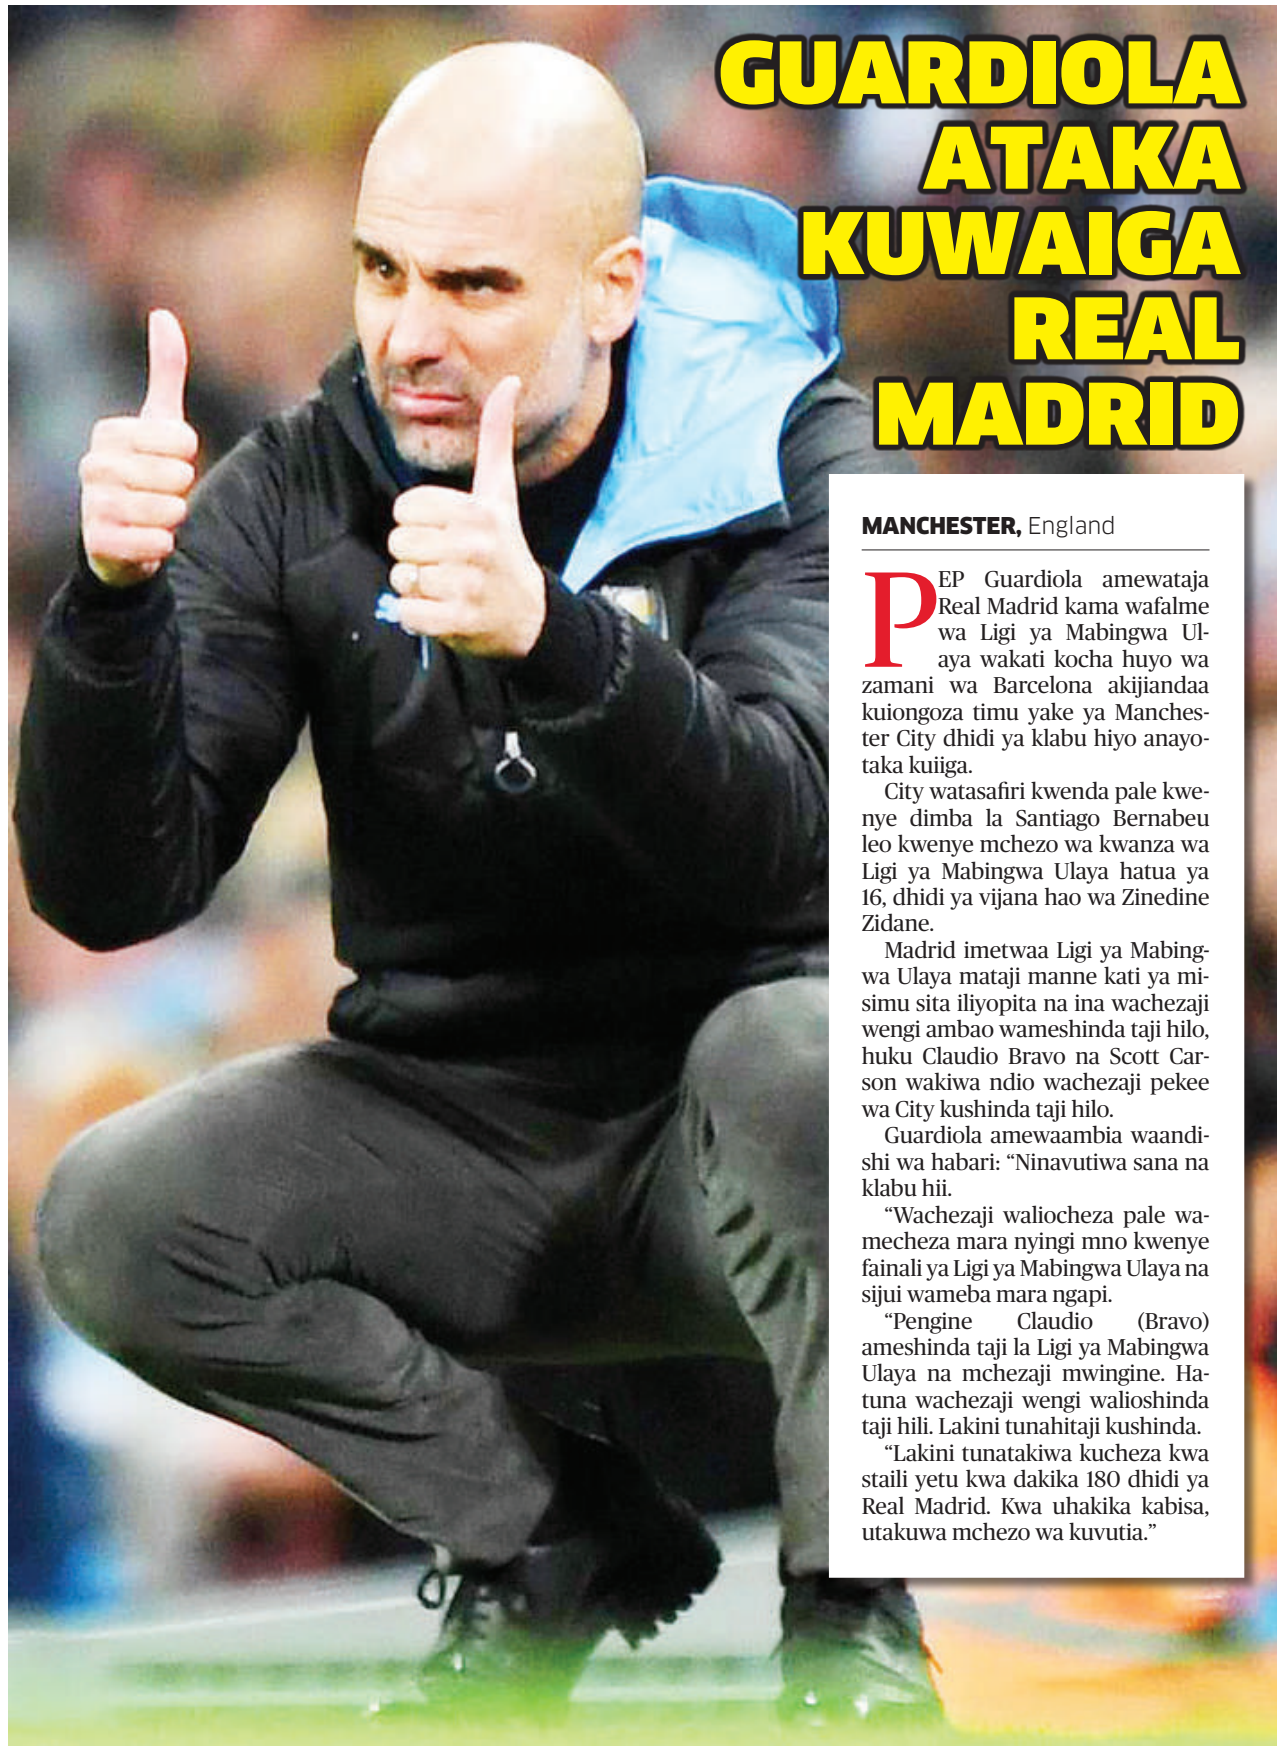 GUARDIOLA
ATAKA
KUWAIGA
REAL
MADRID
MANCHESTER, England
PEP Guardiola amewataja
Real Madrid kama wafalme
wa Ligi ya Mabingwa Ul-
aya wakati kocha huyo wa
zamani wa Barcelona akijiandaa
kuiongoza timu yake ya Manches-
ter City dhidi ya klabu hiyo anayo-
taka kuiiga.
City watasafiri kwenda pale kwe-
nye dimba la Santiago Bernabeu
leo kwenye mchezo wa kwanza wa
Ligi ya Mabingwa Ulaya hatua ya
16, dhidi ya vijana hao wa Zinedine
Zidane.
Madrid imetwaa Ligi ya Mabing-
wa Ulaya mataji manne kati ya mi-
simu sita iliyopita na ina wachezaji
wengi ambao wameshinda taji hilo,
huku Claudio Bravo na Scott Car-
son wakiwa ndio wachezaji pekee
wa City kushinda taji hilo.
Guardiola amewaambia waandi-
shi wa habari: “Ninavutiwa sana na
klabu hii.
“Wachezaji waliocheza pale wa-
mecheza mara nyingi mno kwenye
fainali ya Ligi ya Mabingwa Ulaya na
sijui wameba mara ngapi.
“Pengine Claudio (Bravo)
ameshinda taji la Ligi ya Mabingwa
Ulaya na mchezaji mwingine. Ha-
tuna wachezaji wengi walioshinda
taji hili. Lakini tunahitaji kushinda.
“Lakini tunatakiwa kucheza kwa
staili yetu kwa dakika 180 dhidi ya
Real Madrid. Kwa uhakika kabisa,
utakuwa mchezo wa kuvutia.”